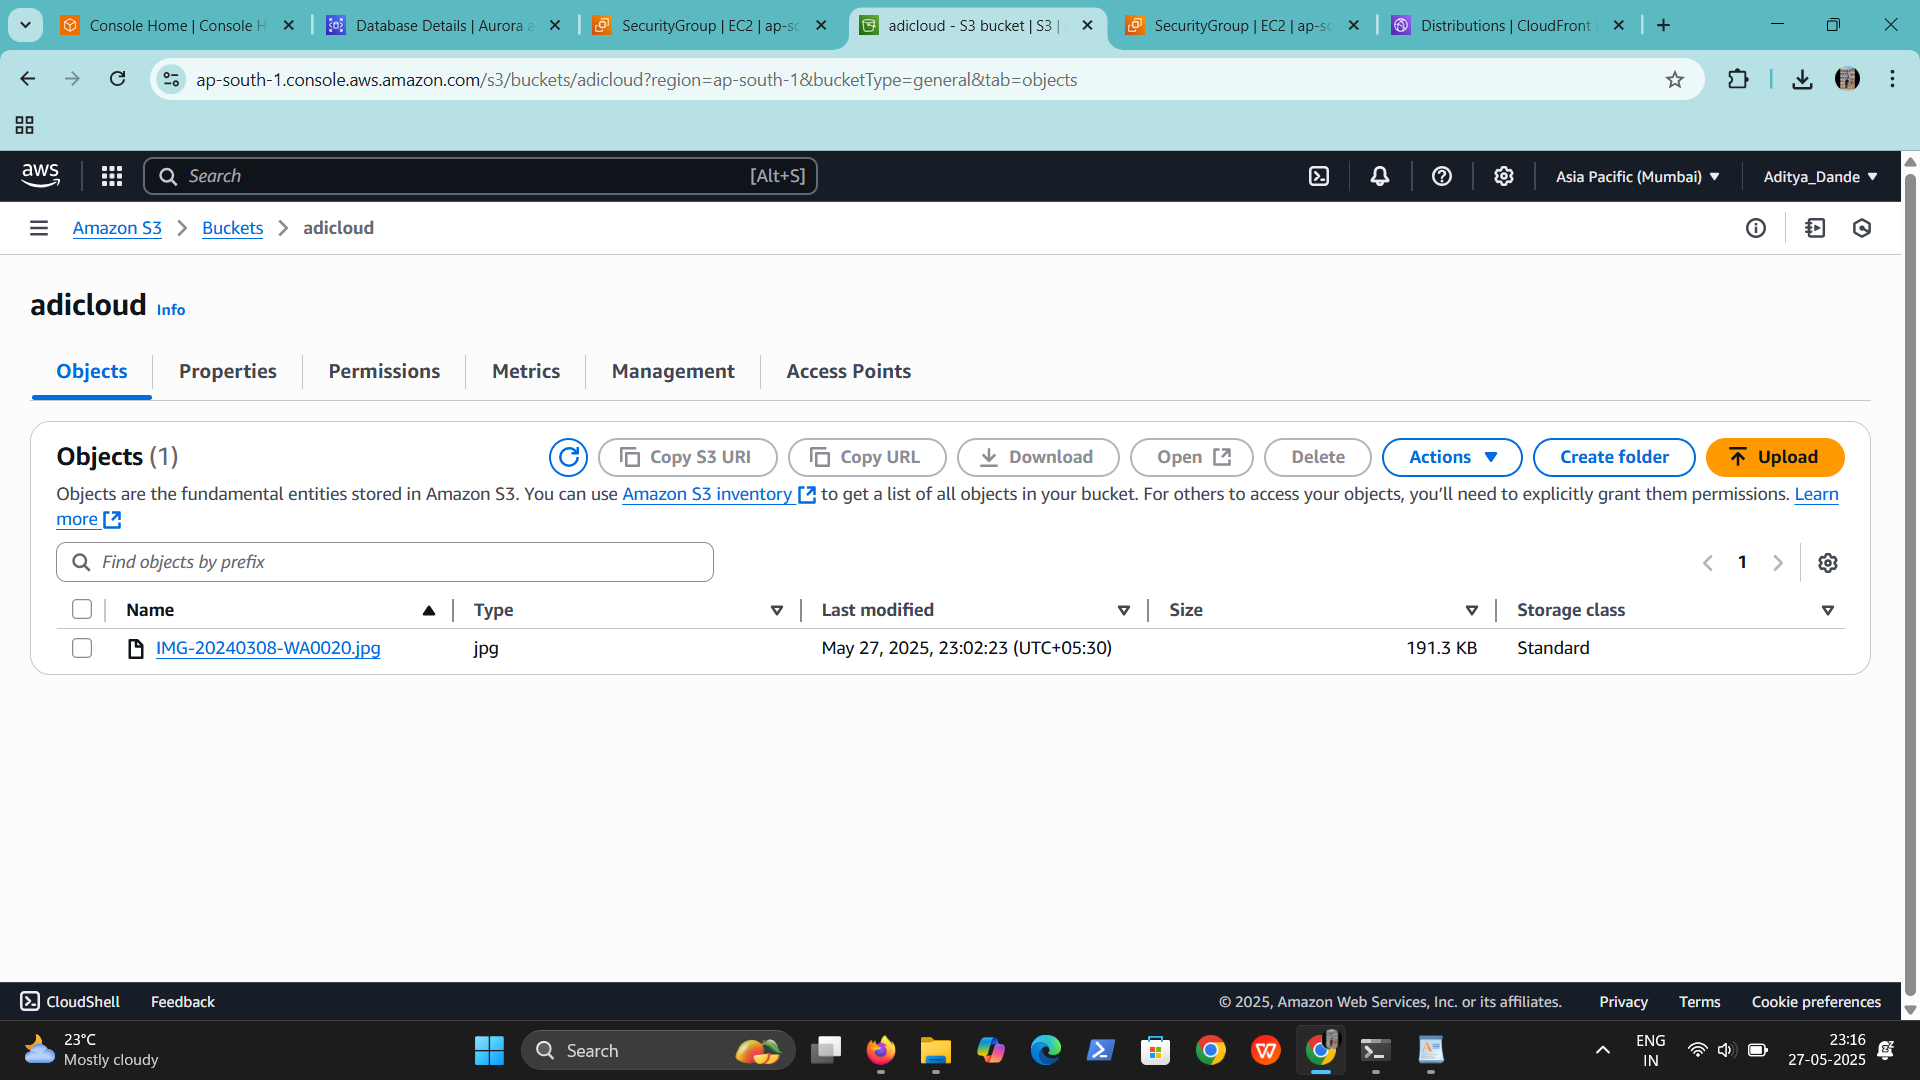 Console Home | Console H
Database Details | Aurora a
SecurityGroup | EC2 | ap-so
adicloud - S3 bucket | S3 |
SecurityGroup | EC2 | ap-so
Distributions | CloudFront
ap-south-1.console.aws.amazon.com/s3/buckets/adicloud?region=ap-south-1&bucketType=general&tab=objects
aws
Search
[Alt+S]
Asia Pacific (Mumbai)
Aditya_Dande
Amazon S3
Buckets
adicloud
adicloud Info
Objects
Properties
Permissions
Metrics
Management
Access Points
Objects (1)
Copy S3 URI
Copy URL
Download
Open
Delete
Actions
Create folder
Upload
Objects are the fundamental entities stored in Amazon S3. You can use Amazon S3 inventory to get a list of all objects in your bucket. For others to access your objects, you’ll need to explicitly grant them permissions. Learn
more
Find objects by prefix
1
Name Type Last modified Size Storage class
IMG-20240308-WA0020.jpg jpg May 27, 2025, 23:02:23 (UTC+05:30) 191.3 KB Standard
CloudShell
Feedback
© 2025, Amazon Web Services, Inc. or its affiliates.
Privacy
Terms
Cookie preferences
23°C
Mostly cloudy
Search
ENG
IN
23:16
27-05-2025